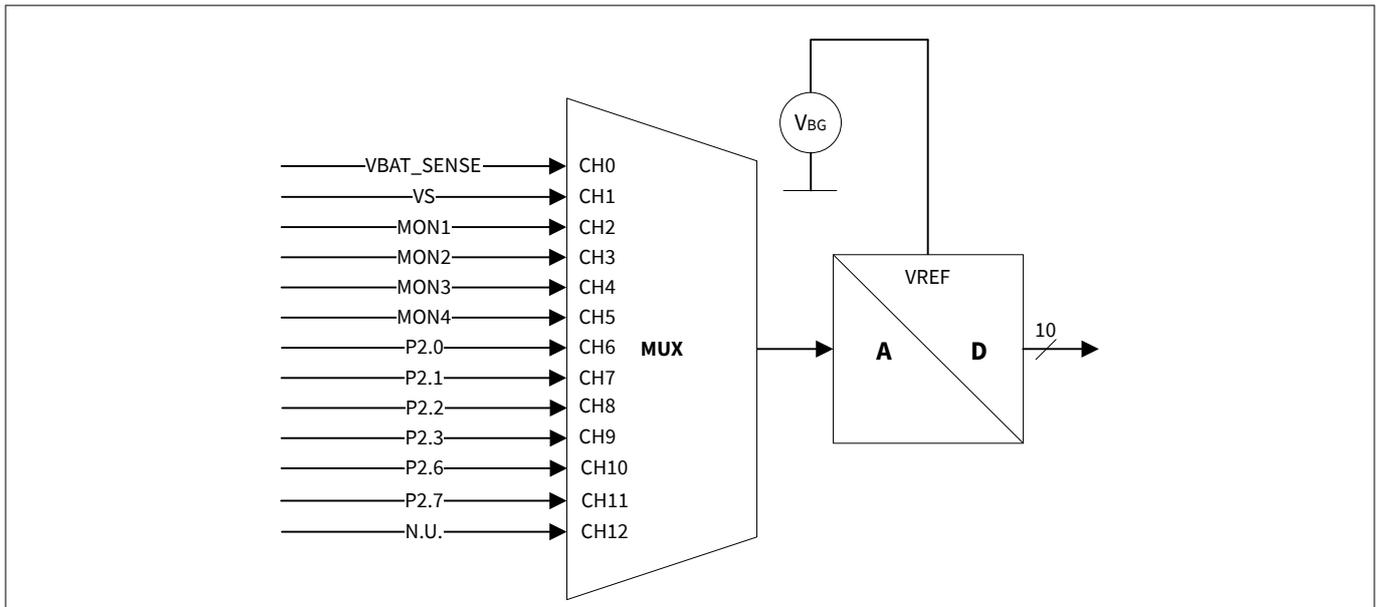 VBG
VBAT_SENSE CH0
VS CH1
MON1 CH2
MON2 CH3
VREF
MON3 CH4
MON4 CH5
10
P2.0 CH6 MUX A D
P2.1 CH7
P2.2 CH8
P2.3 CH9
P2.6 CH10
P2.7 CH11
N.U. CH12